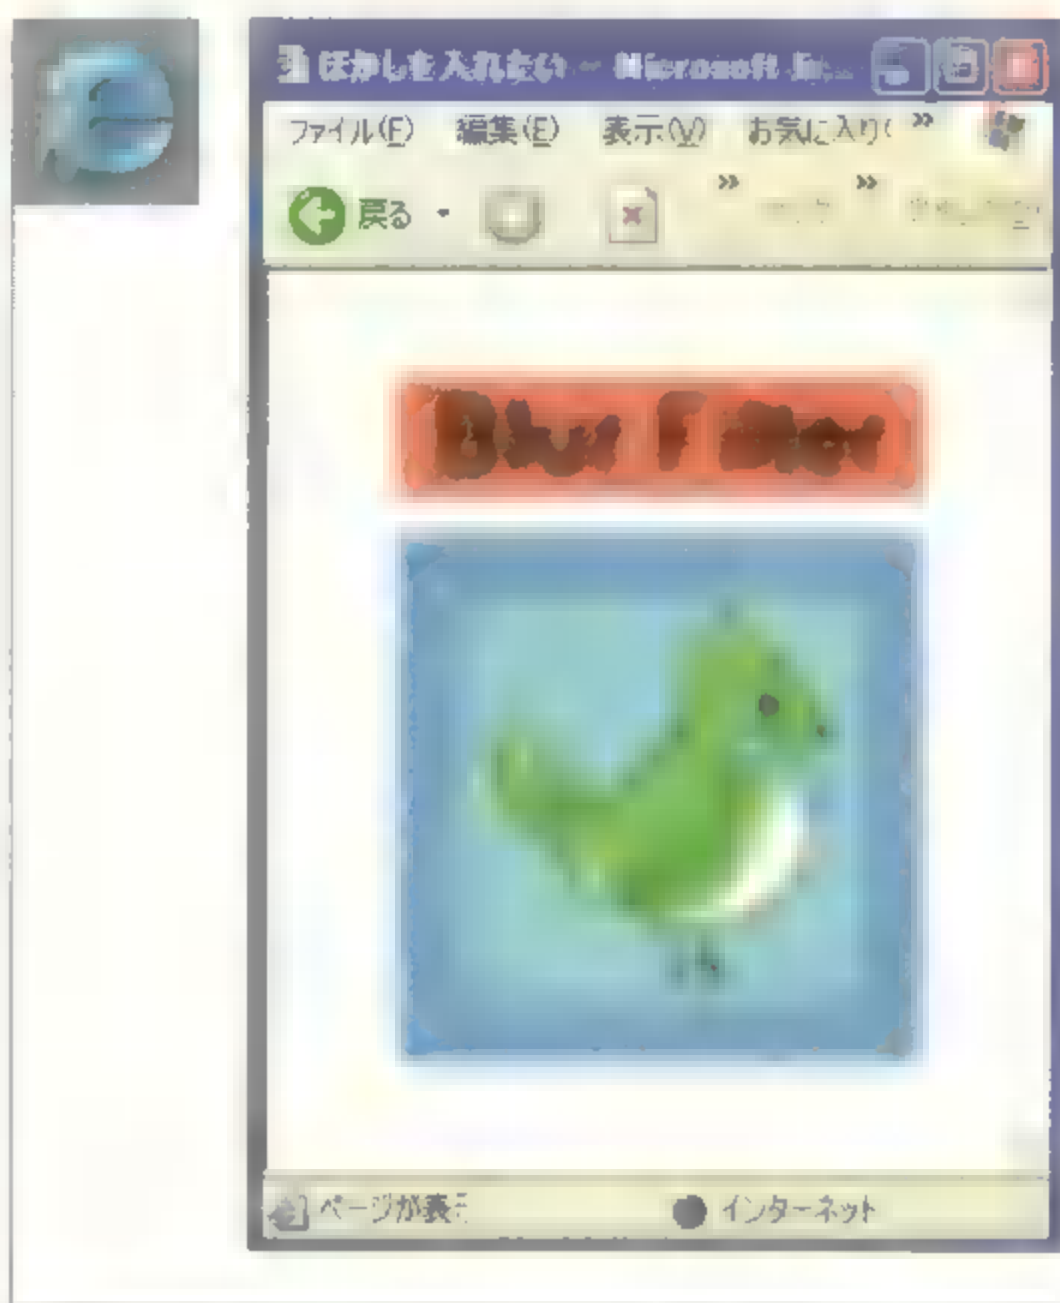 ぼかしを入れたい - Microsoft In...
ファイル(F) 編集(E) 表示(V) お気に入り( »
戻る » »
Blur Filter
ページが表示
インターネット